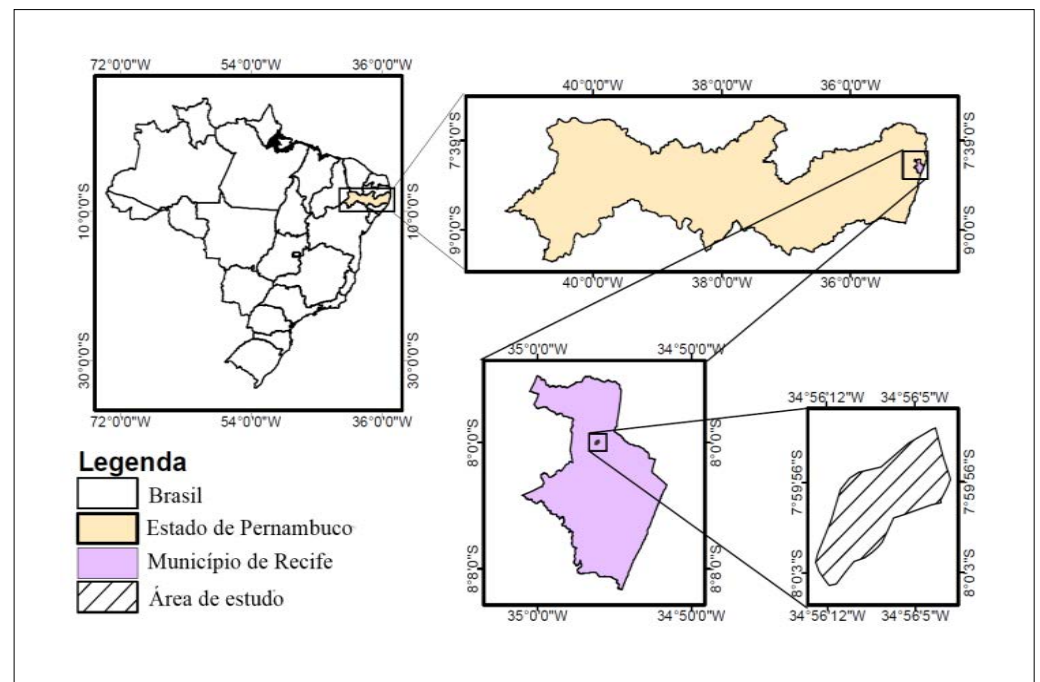 72°0'0"W 54°0'0"W 36°0'0"W
10°0'0"S 10°0'0"S
30°0'0"S 30°0'0"S
72°0'0"W 54°0'0"W 36°0'0"W
40°0'0"W 38°0'0"W 36°0'0"W
7°39'0"S 7°39'0"S
9°0'0"S 9°0'0"S
40°0'0"W 38°0'0"W 36°0'0"W
35°0'0"W 34°50'0"W
8°0'0"S 8°0'0"S
8°8'0"S 8°8'0"S
35°0'0"W 34°50'0"W
34°56'12"W 34°56'5"W
7°59'56"S 7°59'56"S
8°0'3"S 8°0'3"S
34°56'12"W 34°56'5"W
Legenda
Brasil
Estado de Pernambuco
Município de Recife
Área de estudo